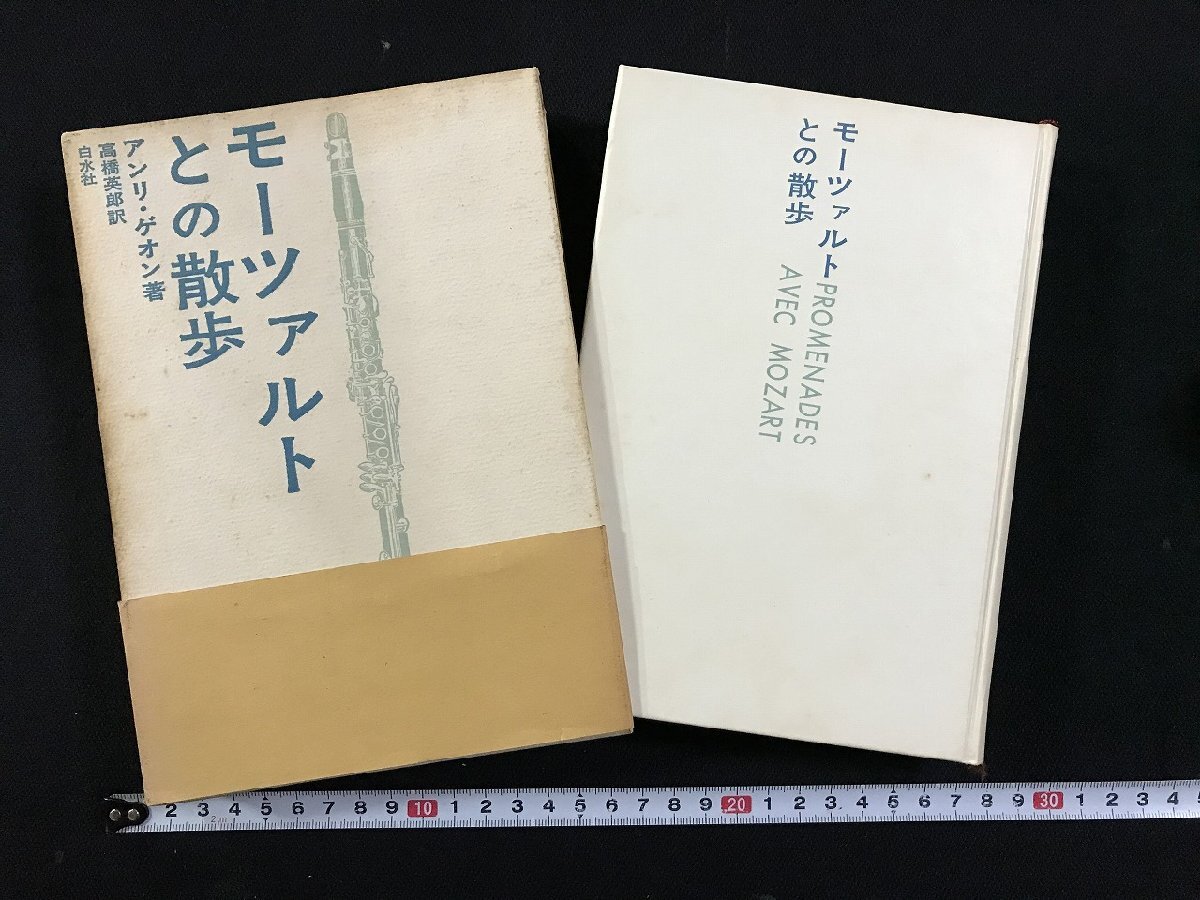 モーツァルト
との散歩
アンリ・ゲオン著
高橋英郎訳
白水社
モーツァルト
との散歩
PROMENADES
AVEC MOZART
2 3 4 5 6 7 8 9 10 1 2 3 4 5 6 7 8 9 20 1 2 3 4 5 6 7 8 9 30 1 2 3 4 5
2m